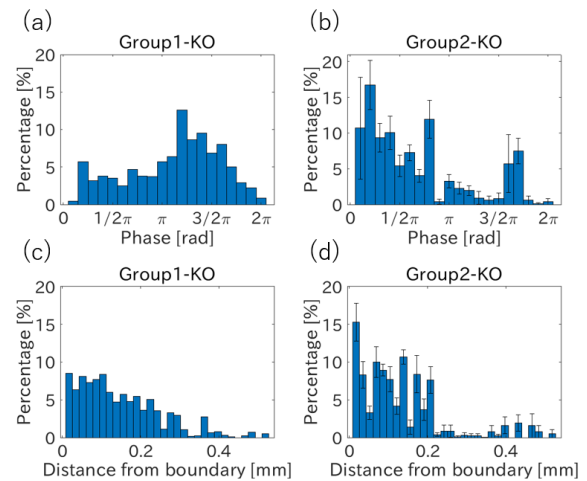 (a)
Group1-KO
Percentage [%]
20
15
10
5
0
0 1/2π π 3/2π 2π
Phase [rad]
(b)
Group2-KO
Percentage [%]
20
15
10
5
0
0 1/2π π 3/2π 2π
Phase [rad]
(c)
Group1-KO
Percentage [%]
20
15
10
5
0
0 0.2 0.4
Distance from boundary [mm]
(d)
Group2-KO
Percentage [%]
20
15
10
5
0
0 0.2 0.4
Distance from boundary [mm]